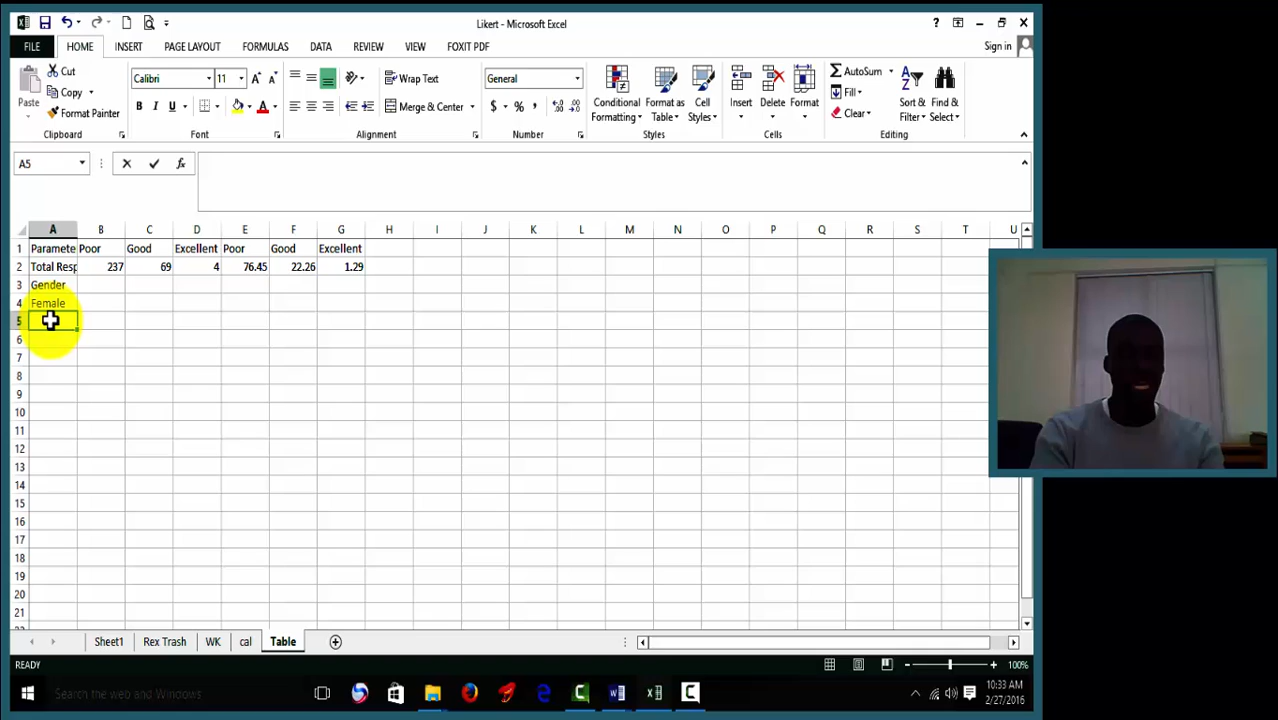 Likert - Microsoft Excel
?
FILE HOME INSERT PAGE LAYOUT FORMULAS DATA REVIEW VIEW FOXIT PDF Sign in
Paste Cut Copy Format Painter Clipboard
Calibri 11 A A B I U A Font
Wrap Text Merge & Center Alignment
General $ % , .0 .00 .00 .0 Number
Conditional Formatting Format as Table Cell Styles Styles
Insert Delete Format Cells
AutoSum Fill Clear Sort & Filter Find & Select Editing
A5 fx
A B C D E F G H I J K L M N O P Q R S T U
1 Paramete Poor Good Excellent Poor Good Excellent
2 Total Resp 237 69 4 76.45 22.26 1.29
3 Gender
4 Female
5
6
7
8
9
10
11
12
13
14
15
16
17
18
19
20
21
Sheet1 Rex Trash WK cal Table
READY 100%
Search the web and Windows
10:33 AM
2/27/2016